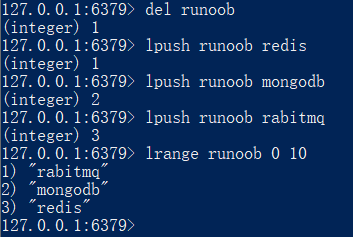 127.0.0.1:6379> del runoob
(integer) 1
127.0.0.1:6379> lpush runoob redis
(integer) 1
127.0.0.1:6379> lpush runoob mongodb
(integer) 2
127.0.0.1:6379> lpush runoob rabitmq
(integer) 3
127.0.0.1:6379> lrange runoob 0 10
1) "rabitmq"
2) "mongodb"
3) "redis"
127.0.0.1:6379>